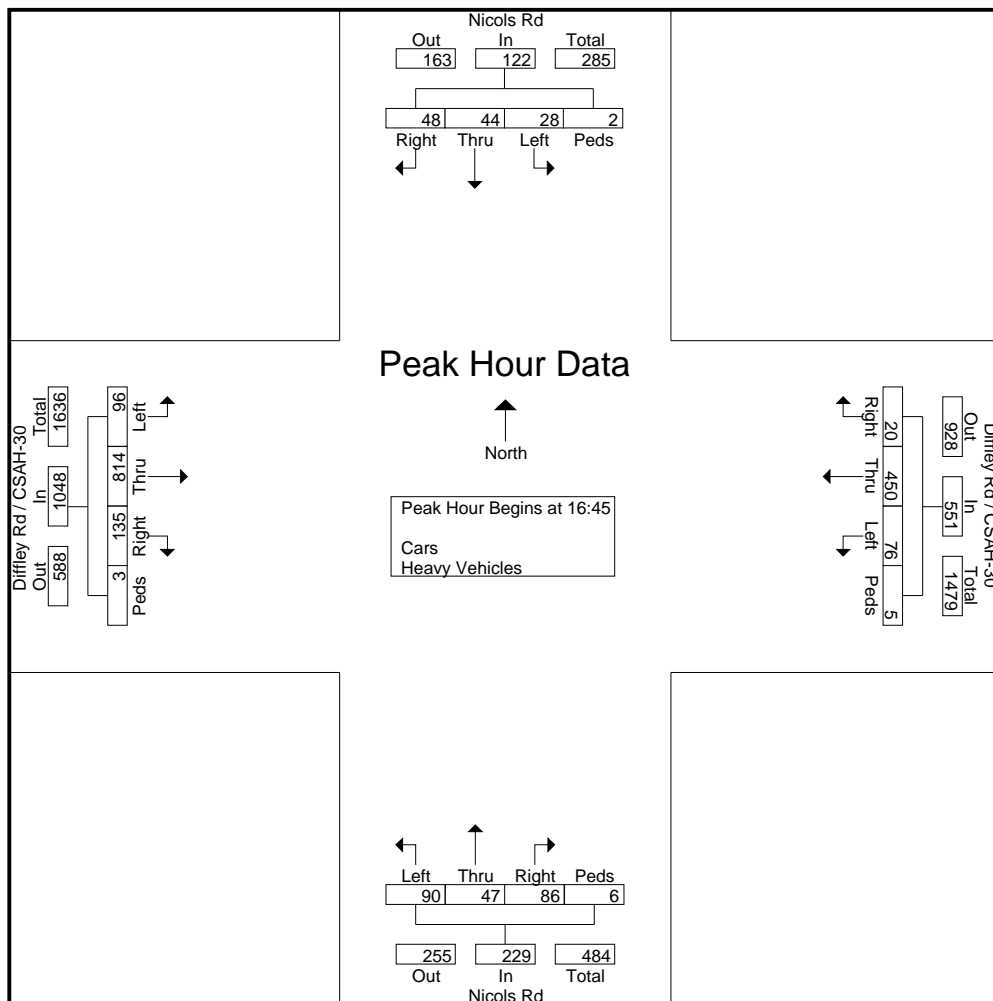 Nicols Rd
Out In Total
163 122 285
48 44 28 2
Right Thru Left Peds
Peak Hour Data
North
Peak Hour Begins at 16:45
Cars
Heavy Vehicles
Diffley Rd / CSAH-30
Out In Total
588 1048 1636
3 135 814 96
Peds Right Thru Left
Diffley Rd / CSAH-30
Out In Total
928 551 1479
20 450 76 5
Right Thru Left Peds
Left Thru Right Peds
90 47 86 6
255 229 484
Out In Total
Nicols Rd